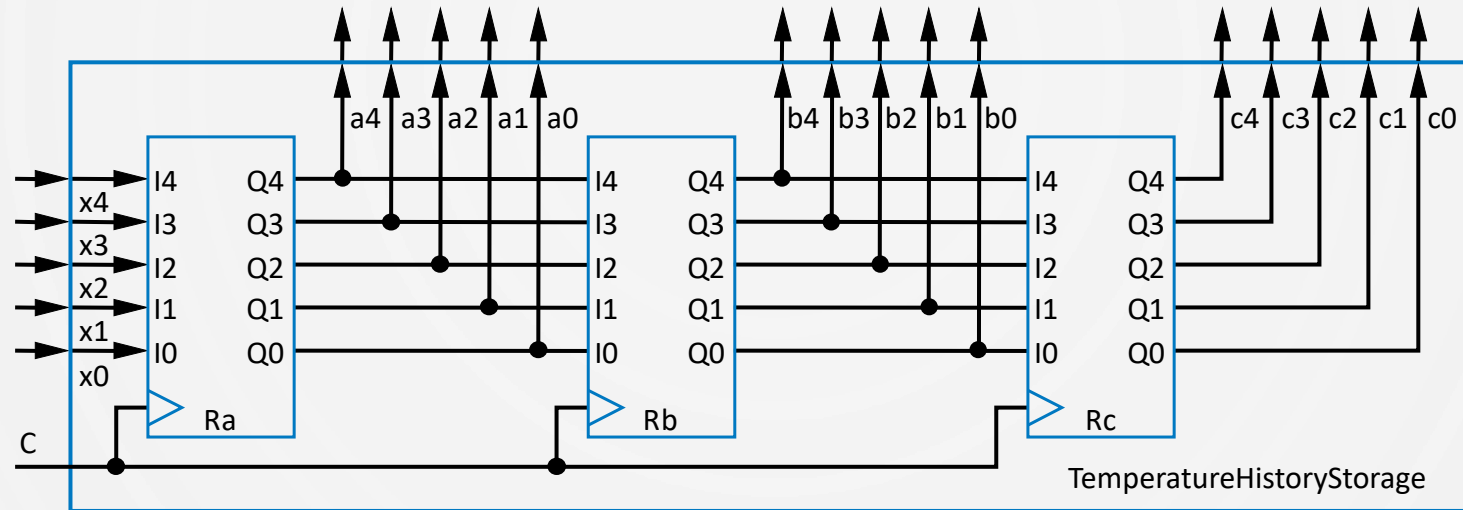 a4 a3 a2 a1 a0 b4 b3 b2 b1 b0 c4 c3 c2 c1 c0
I4 Q4 I4 Q4 I4 Q4
x4
I3 Q3 I3 Q3 I3 Q3
x3
I2 Q2 I2 Q2 I2 Q2
x2
I1 Q1 I1 Q1 I1 Q1
x1
I0 Q0 I0 Q0 I0 Q0
x0
Ra Rb Rc
C
TemperatureHistoryStorage